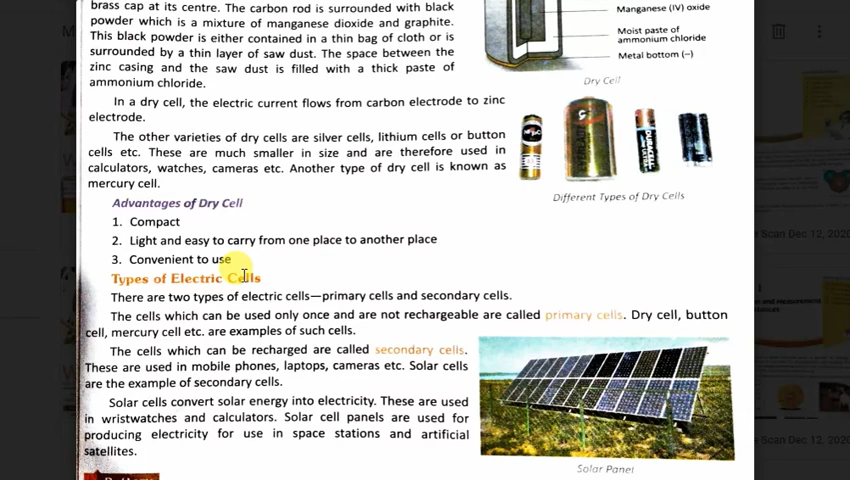 brass cap at its centre. The carbon rod is surrounded with black
powder which is a mixture of manganese dioxide and graphite.
This black powder is either contained in a thin bag of cloth or is
surrounded by a thin layer of saw dust. The space between the
zinc casing and the saw dust is filled with a thick paste of
ammonium chloride.
In a dry cell, the electric current flows from carbon electrode to zinc
electrode.
The other varieties of dry cells are silver cells, lithium cells or button
cells etc. These are much smaller in size and are therefore used in
calculators, watches, cameras etc. Another type of dry cell is known as
mercury cell.
Manganese (IV) oxide
Moist paste of
ammonium chloride
Metal bottom (–)
Dry Cell
DURACELL
Different Types of Dry Cells
Advantages of Dry Cell
1. Compact
2. Light and easy to carry from one place to another place
3. Convenient to use
Types of Electric Cells
There are two types of electric cells—primary cells and secondary cells.
The cells which can be used only once and are not rechargeable are called primary cells. Dry cell, button
cell, mercury cell etc. are examples of such cells.
The cells which can be recharged are called secondary cells.
These are used in mobile phones, laptops, cameras etc. Solar cells
are the example of secondary cells.
Solar cells convert solar energy into electricity. These are used
in wristwatches and calculators. Solar cell panels are used for
producing electricity for use in space stations and artificial
satellites.
Solar Panel
Scan Dec 12, 2020
Scan Dec 12, 2020